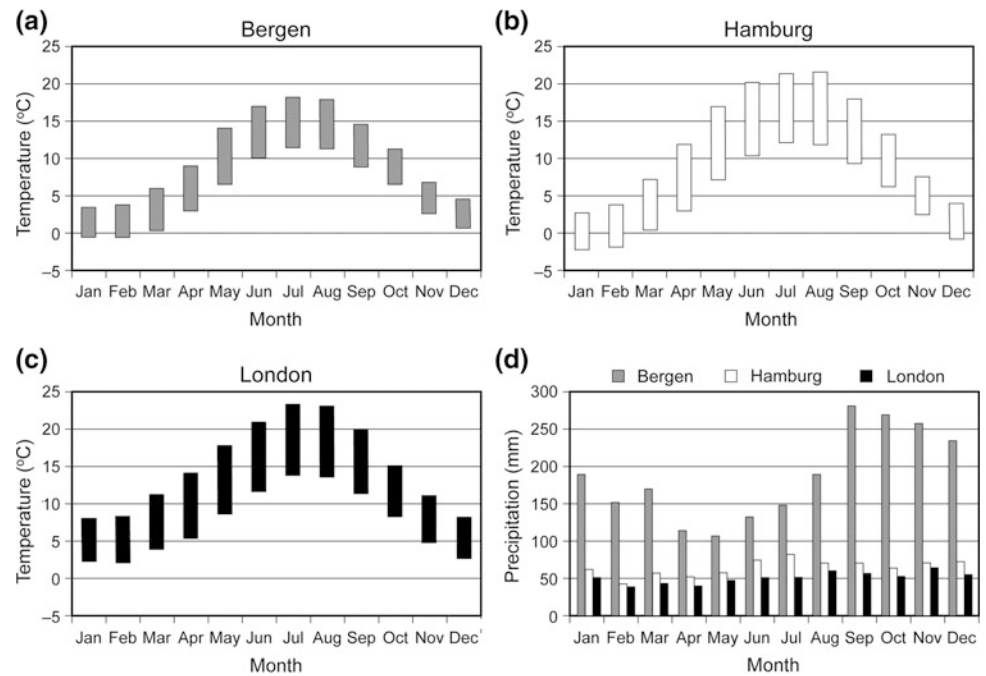 (a)
Bergen
25
20
15
10
5
0
–5
Temperature (°C)
Jan Feb Mar Apr May Jun Jul Aug Sep Oct Nov Dec
Month
(b)
Hamburg
25
20
15
10
5
0
–5
Temperature (°C)
Jan Feb Mar Apr May Jun Jul Aug Sep Oct Nov Dec
Month
(c)
London
25
20
15
10
5
0
–5
Temperature (°C)
Jan Feb Mar Apr May Jun Jul Aug Sep Oct Nov Dec
Month
(d)
Bergen Hamburg London
300
250
200
150
100
50
0
Precipitation (mm)
Jan Feb Mar Apr May Jun Jul Aug Sep Oct Nov Dec
Month